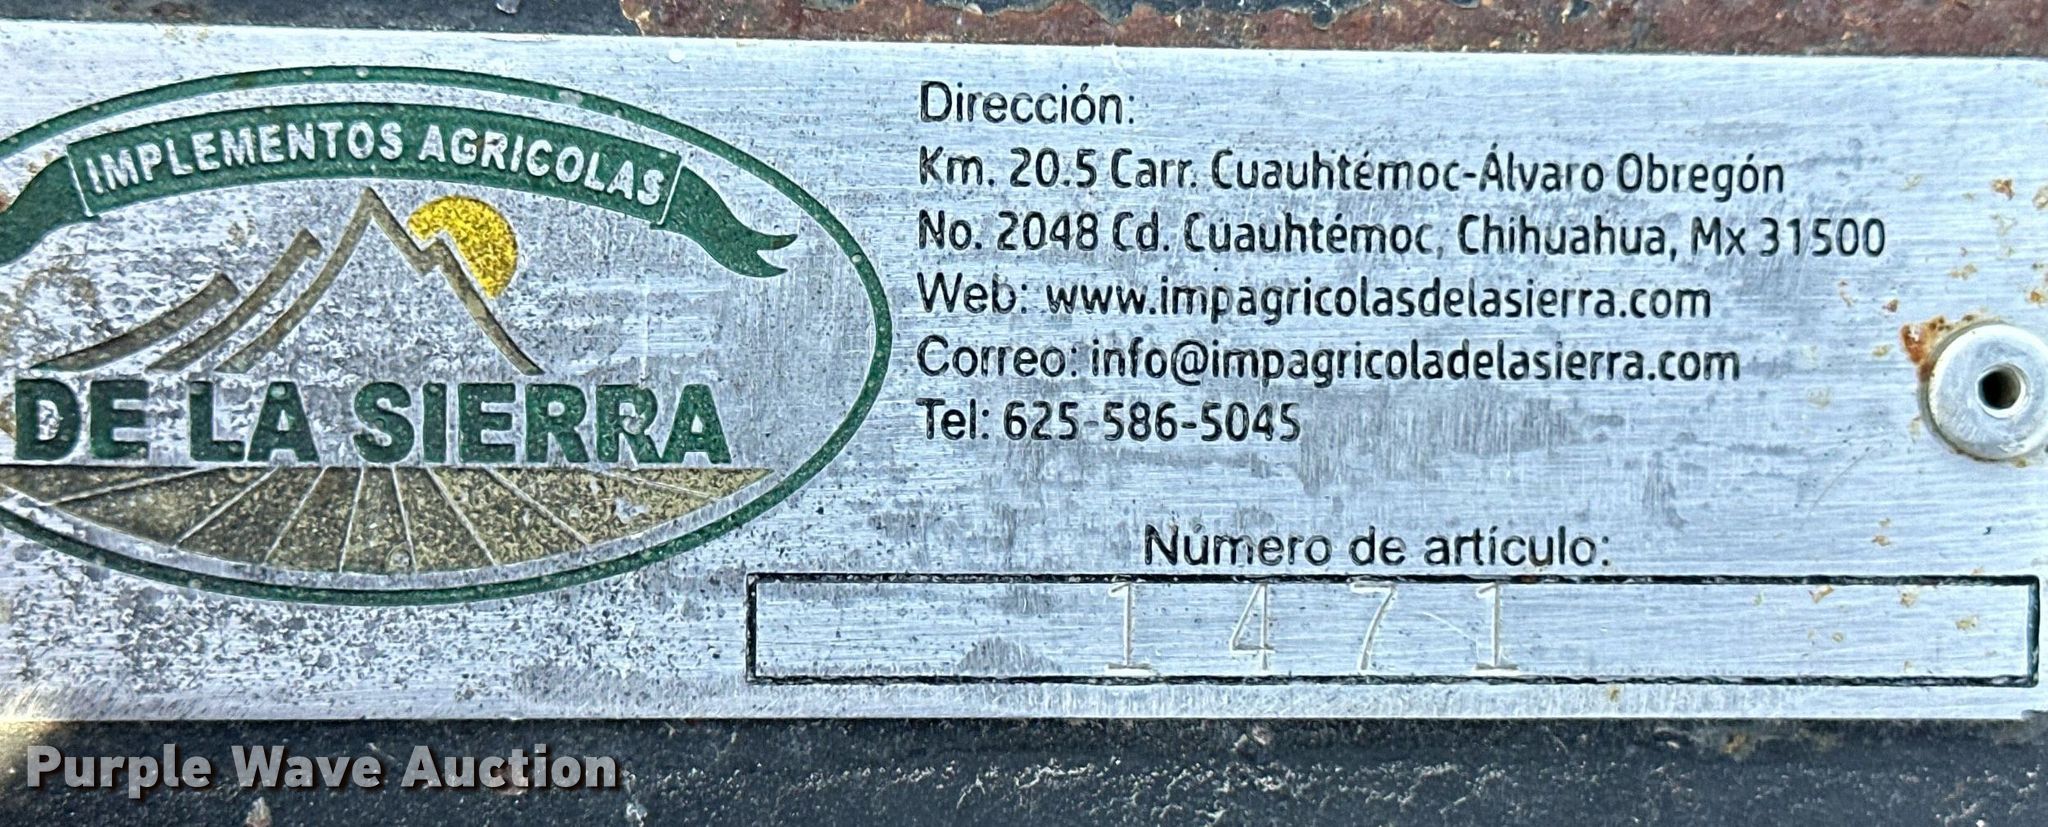 IMPLEMENTOS AGRICOLAS
DE LA SIERRA
Dirección:
Km. 20.5 Carr. Cuauhtémoc-Álvaro Obregón
No. 2048 Cd. Cuauhtémoc, Chihuahua, Mx 31500
Web: www.impagricolasdelasierra.com
Correo: info@impagricoladelasierra.com
Tel: 625-586-5045
Número de artículo:
1471
Purple Wave Auction